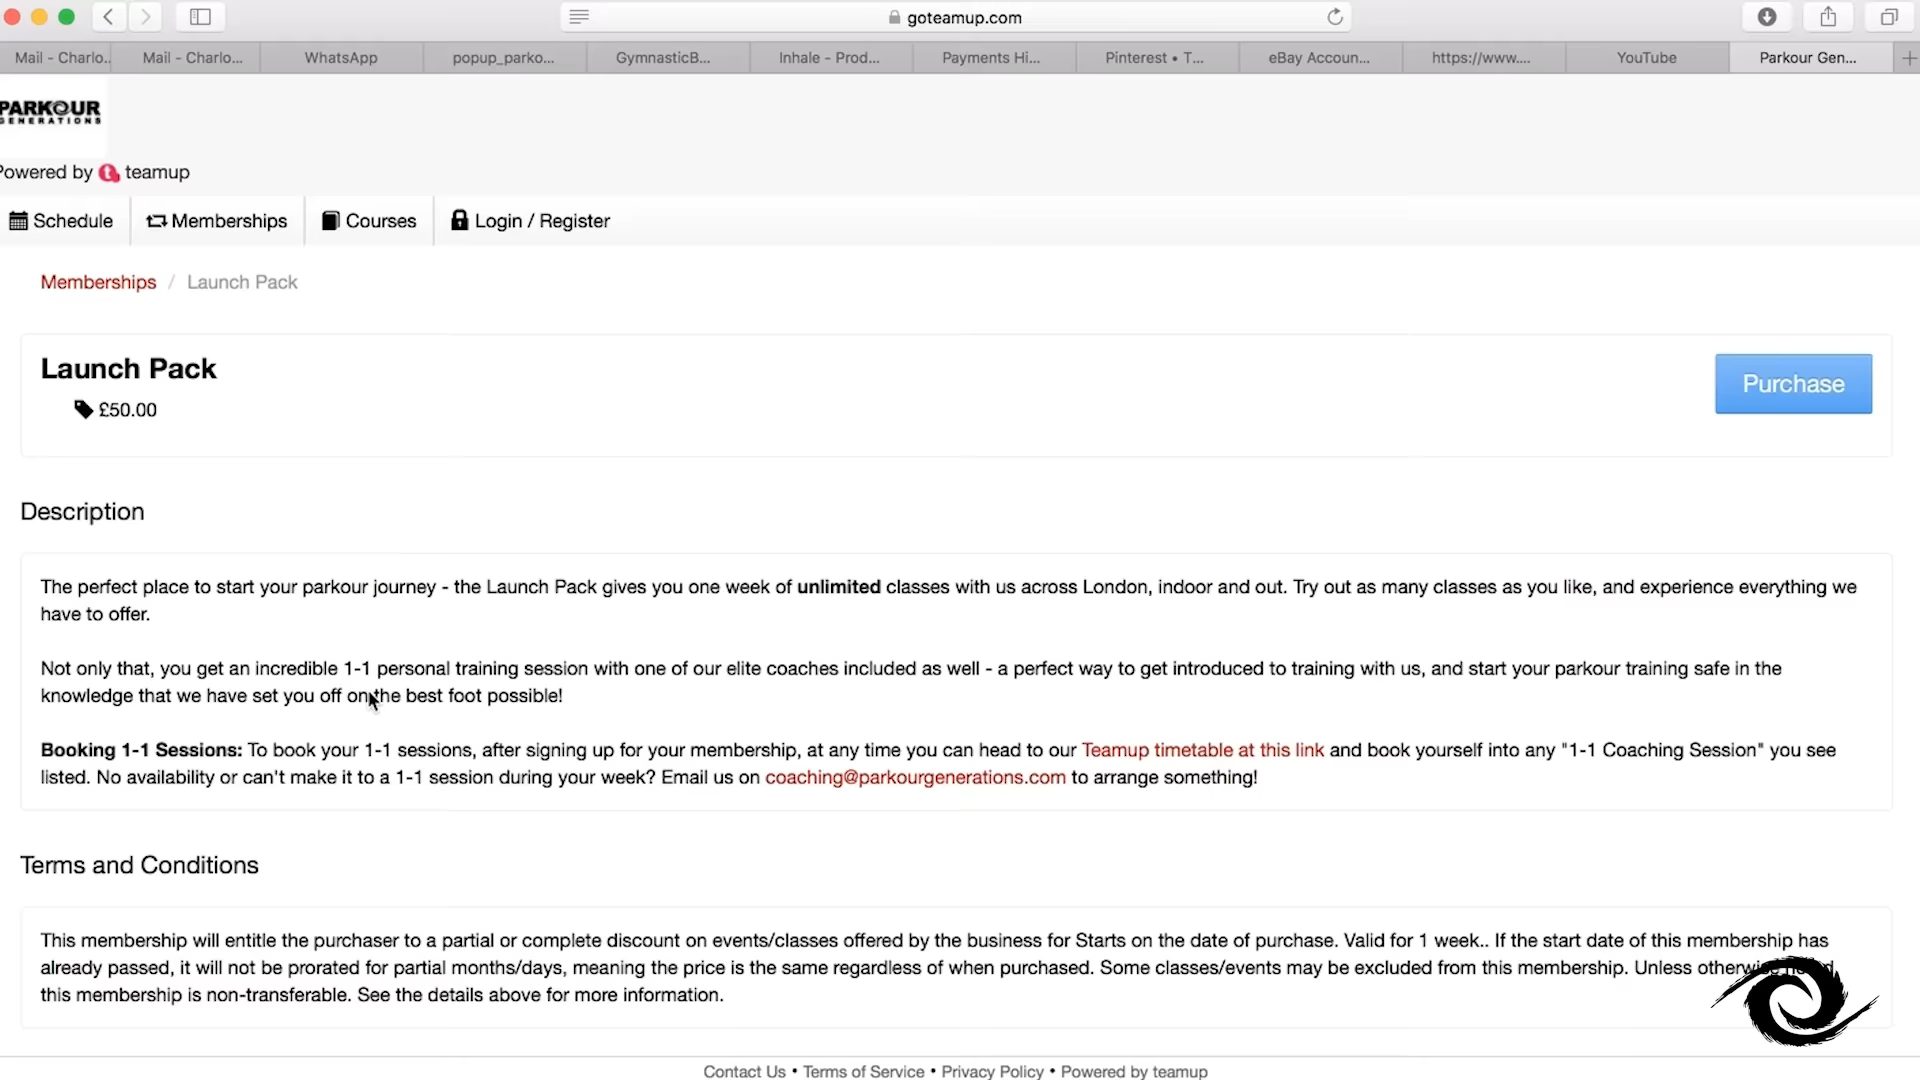 goteamup.com
Mail - Charlo.. Mail - Charlo... WhatsApp popup_parko... GymnasticB... Inhale - Prod... Payments Hi... Pinterest • T... eBay Accoun... https://www.... YouTube Parkour Gen...
PARKOUR
GENERATIONS
Powered by teamup
Schedule Memberships Courses Login / Register
Memberships / Launch Pack
Launch Pack
£50.00
Purchase
Description
The perfect place to start your parkour journey - the Launch Pack gives you one week of unlimited classes with us across London, indoor and out. Try out as many classes as you like, and experience everything we
have to offer.
Not only that, you get an incredible 1-1 personal training session with one of our elite coaches included as well - a perfect way to get introduced to training with us, and start your parkour training safe in the
knowledge that we have set you off on the best foot possible!
Booking 1-1 Sessions: To book your 1-1 sessions, after signing up for your membership, at any time you can head to our Teamup timetable at this link and book yourself into any "1-1 Coaching Session" you see
listed. No availability or can't make it to a 1-1 session during your week? Email us on coaching@parkourgenerations.com to arrange something!
Terms and Conditions
This membership will entitle the purchaser to a partial or complete discount on events/classes offered by the business for Starts on the date of purchase. Valid for 1 week.. If the start date of this membership has
already passed, it will not be prorated for partial months/days, meaning the price is the same regardless of when purchased. Some classes/events may be excluded from this membership. Unless otherwise
this membership is non-transferable. See the details above for more information.
Contact Us • Terms of Service • Privacy Policy • Powered by teamup